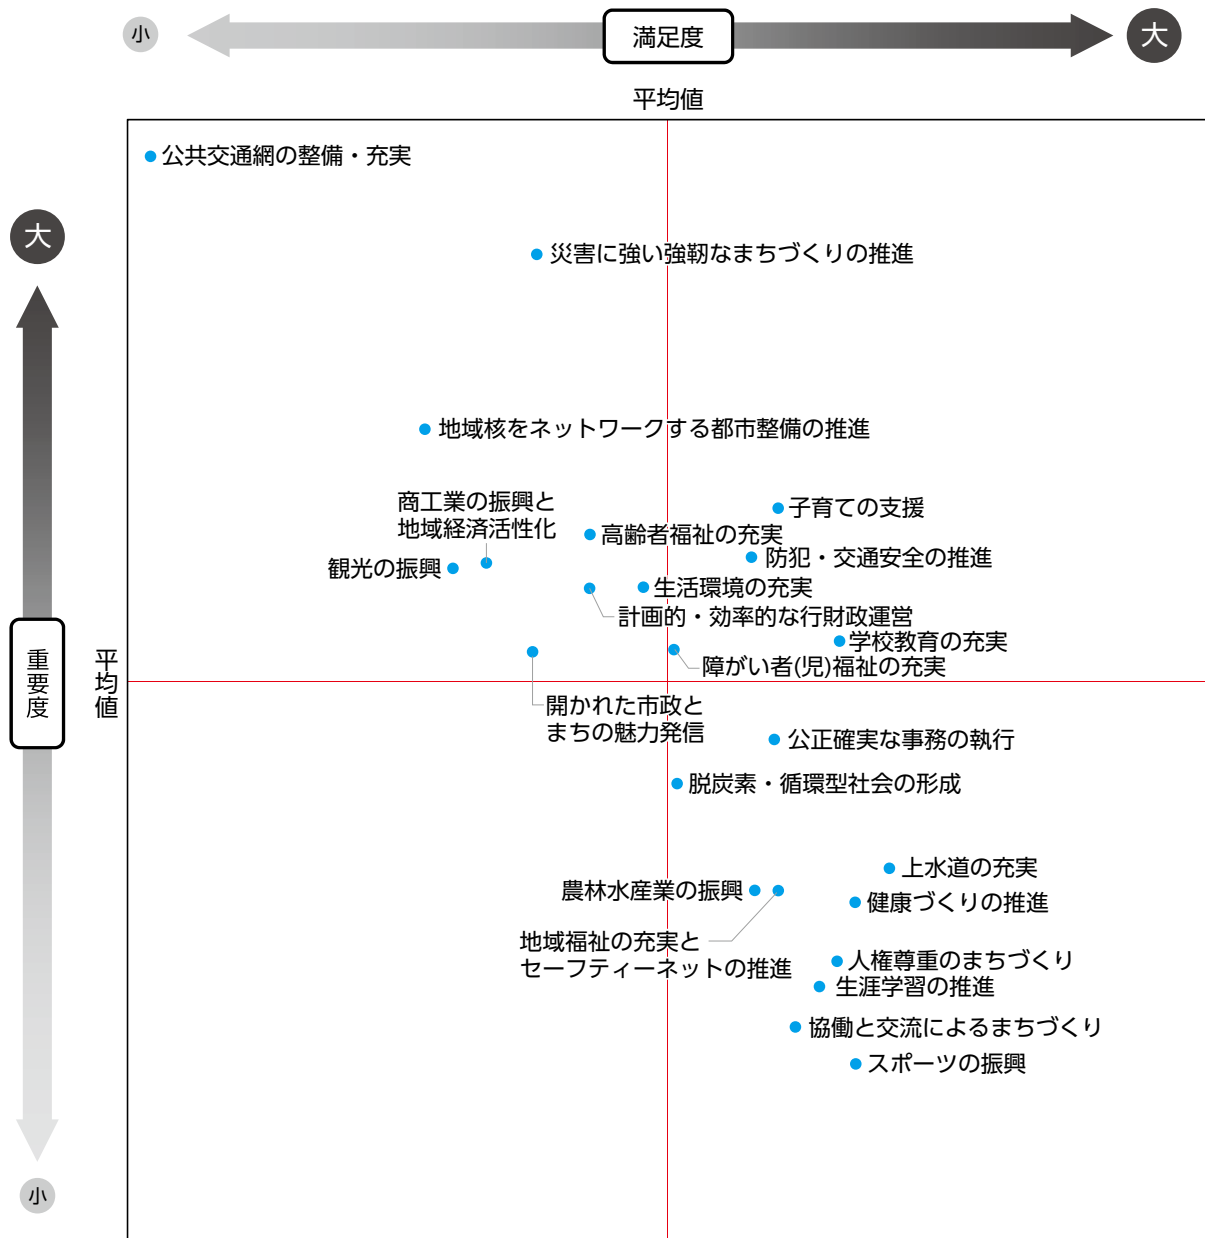 小
満足度
大
平均値
公共交通網の整備・充実
大
災害に強い強靭なまちづくりの推進
地域核をネットワークする都市整備の推進
商工業の振興と
地域経済活性化
子育ての支援
高齢者福祉の充実
防犯・交通安全の推進
観光の振興
生活環境の充実
計画的・効率的な行財政運営
学校教育の充実
障がい者(児)福祉の充実
重要度
平均値
開かれた市政と
まちの魅力発信
公正確実な事務の執行
脱炭素・循環型社会の形成
上水道の充実
農林水産業の振興
健康づくりの推進
地域福祉の充実と
セーフティーネットの推進
人権尊重のまちづくり
生涯学習の推進
協働と交流によるまちづくり
スポーツの振興
小